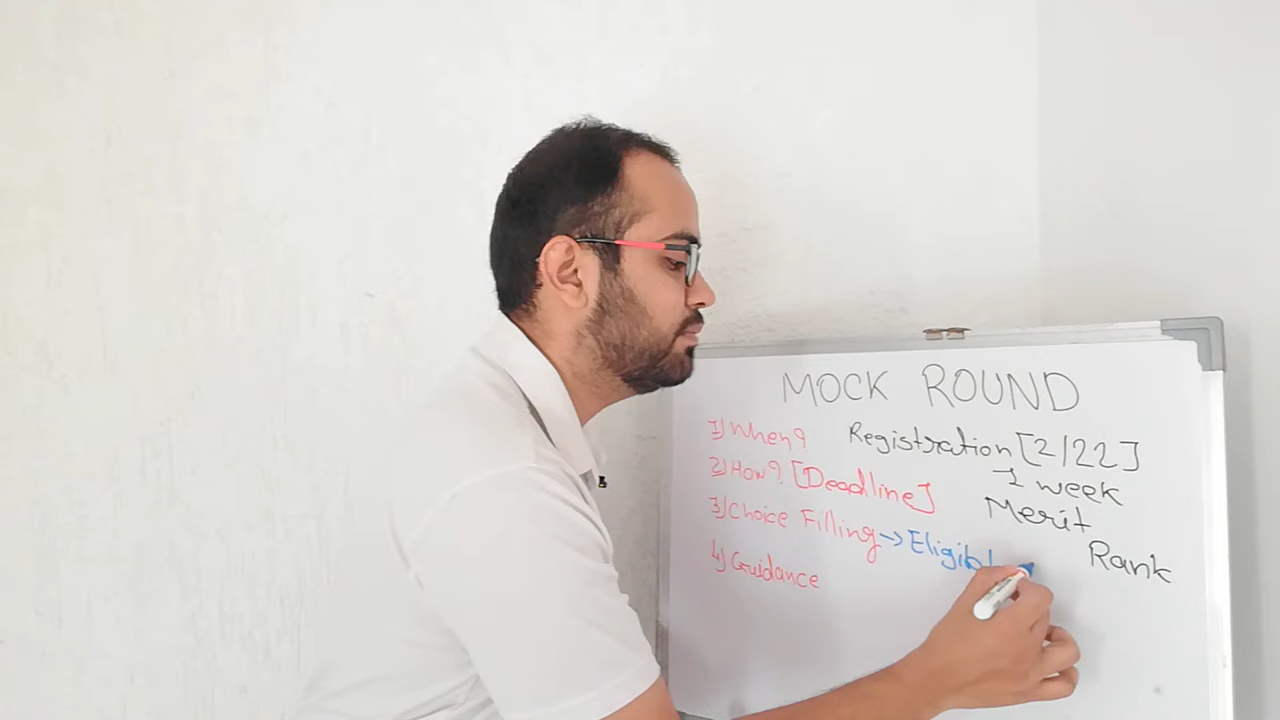 MOCK ROUND
1) When? Registration [2/22]
1 week
2) How? [Deadline]
Merit
3) Choice Filling → Eligibl
Rank
4) Guidance